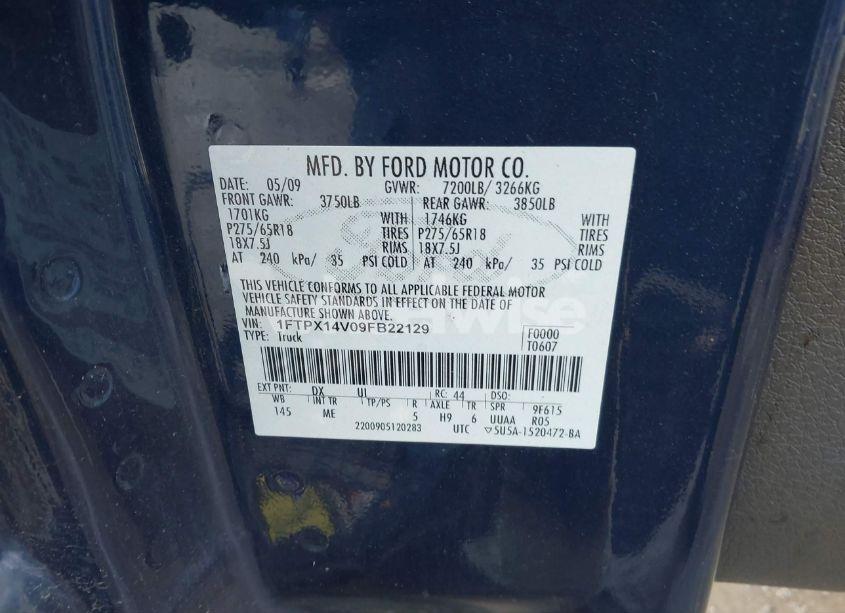 MFD. BY FORD MOTOR CO.
DATE: 05/09 GVWR: 7200LB/ 3266KG
FRONT GAWR: 3750LB REAR GAWR: 3850LB
1701KG WITH 1746KG WITH
P275/65R18 TIRES P275/65R18 TIRES
18X7.5J RIMS 18X7.5J RIMS
AT 240 kPa/ 35 PSI COLD AT 240 kPa/ 35 PSI COLD
THIS VEHICLE CONFORMS TO ALL APPLICABLE FEDERAL MOTOR
VEHICLE SAFETY STANDARDS IN EFFECT ON THE DATE OF
MANUFACTURE SHOWN ABOVE.
VIN: 1FTPX14V09FB22129 F0000
TYPE: Truck T0607
EXT PNT: DX UI RC: 44 DSO:
WB INT TR TP/PS R AXLE TR SPR 9F615
145 ME 5 H9 6 UUAA R05
2200905120283 UTC 5U5A-1520472-BA